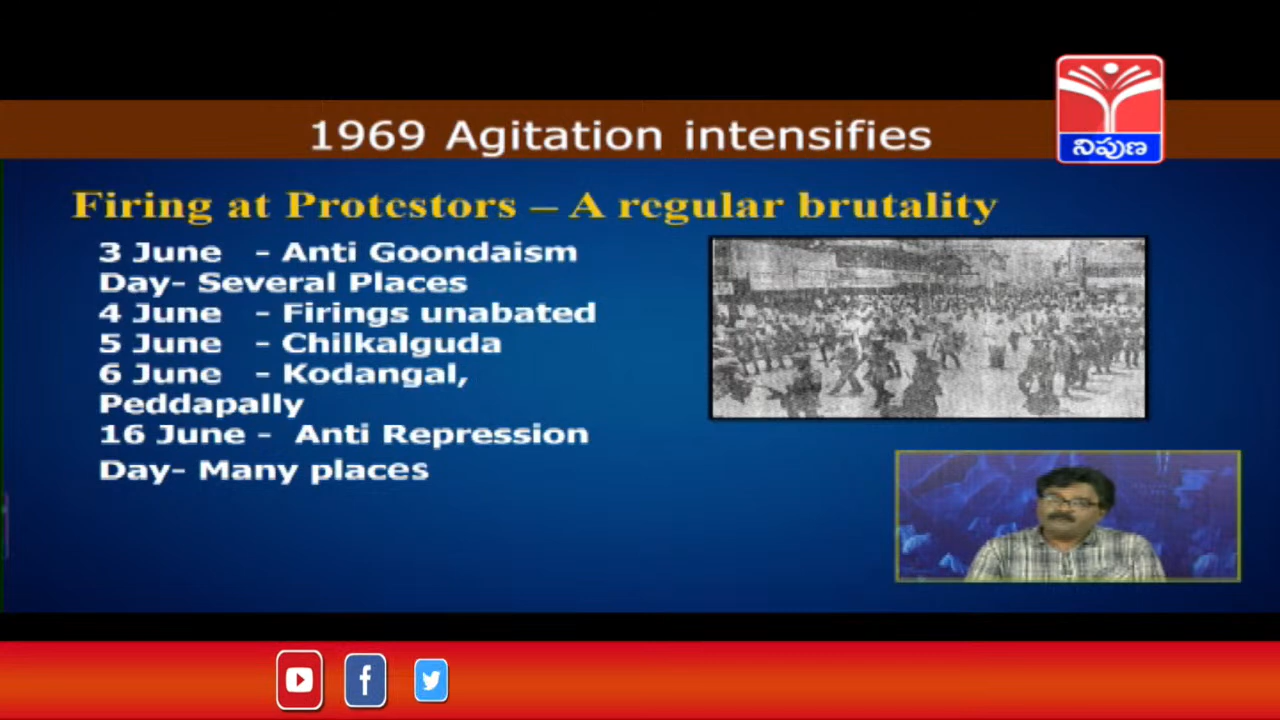 1969 Agitation intensifies
నిపుణ
Firing at Protestors – A regular brutality
3 June - Anti Goondaism
Day- Several Places
4 June - Firings unabated
5 June - Chilkalguda
6 June - Kodangal,
Peddapally
16 June - Anti Repression
Day- Many places